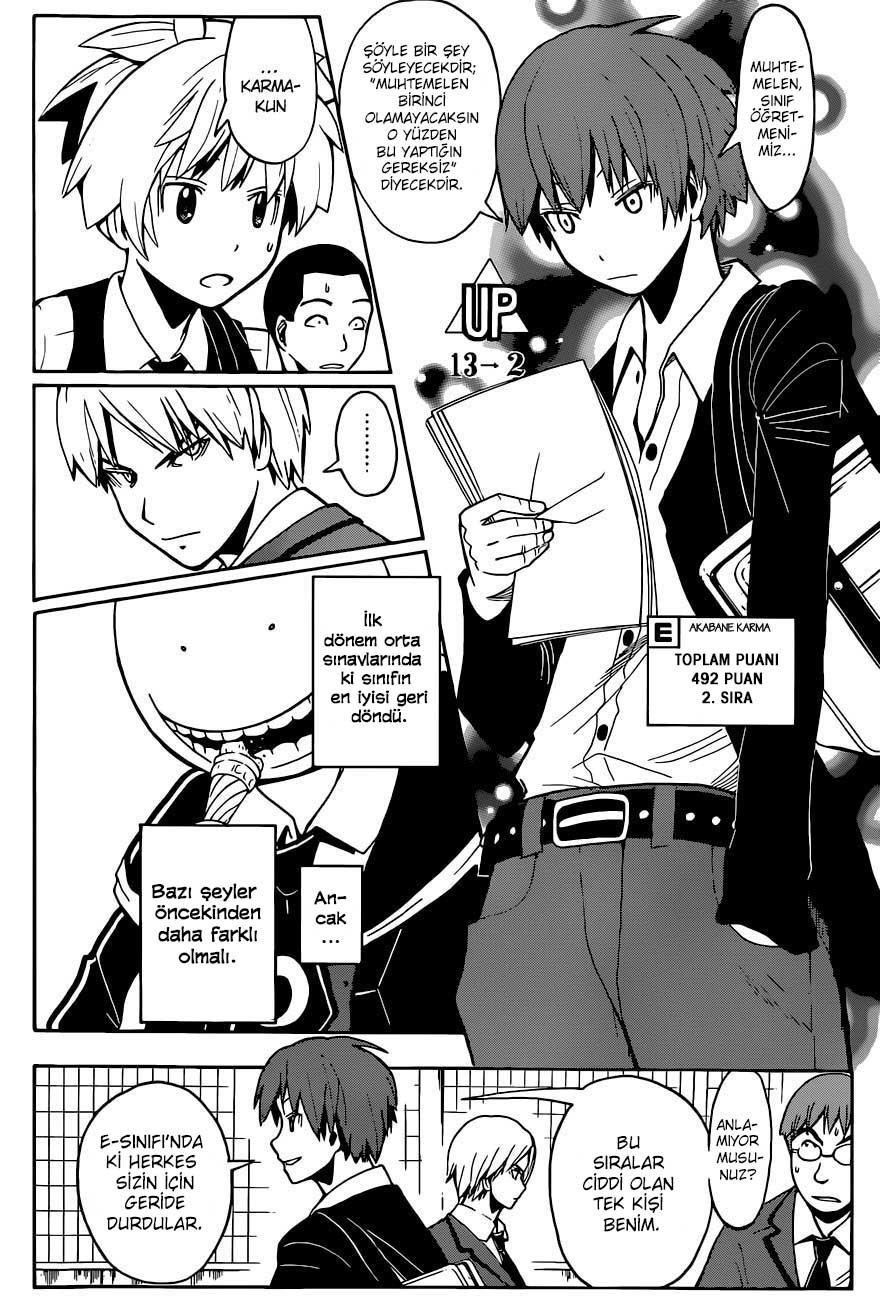 MUHTE-
MELEN,
SINIF
ÖĞRET-
MENİ-
MİZ...
ŞÖYLE BİR ŞEY
SÖYLEYECEKDİR;
"MUHTEMELEN
BİRİNCİ
OLAMAYACAKSIN
O YÜZDEN
BU YAPTIĞIN
GEREKSİZ"
DİYECEKDİR.
...
KARMA-
KUN
UP
13→2
E AKABANE KARMA
TOPLAM PUANI
492 PUAN
2. SIRA
........
İlk
dönem orta
sınavlarında
ki sınıfın
en iyisi geri
döndü.
An-
cak
...
Bazı şeyler
öncekinden
daha farklı
olmalı.
ANLA-
MIYOR
MUSU-
NUZ?
BU
SIRALAR
CİDDİ OLAN
TEK KİŞİ
BENİM.
E-SINIFI'NDA
Kİ HERKES
SİZİN İÇİN
GERİDE
DURDULAR.